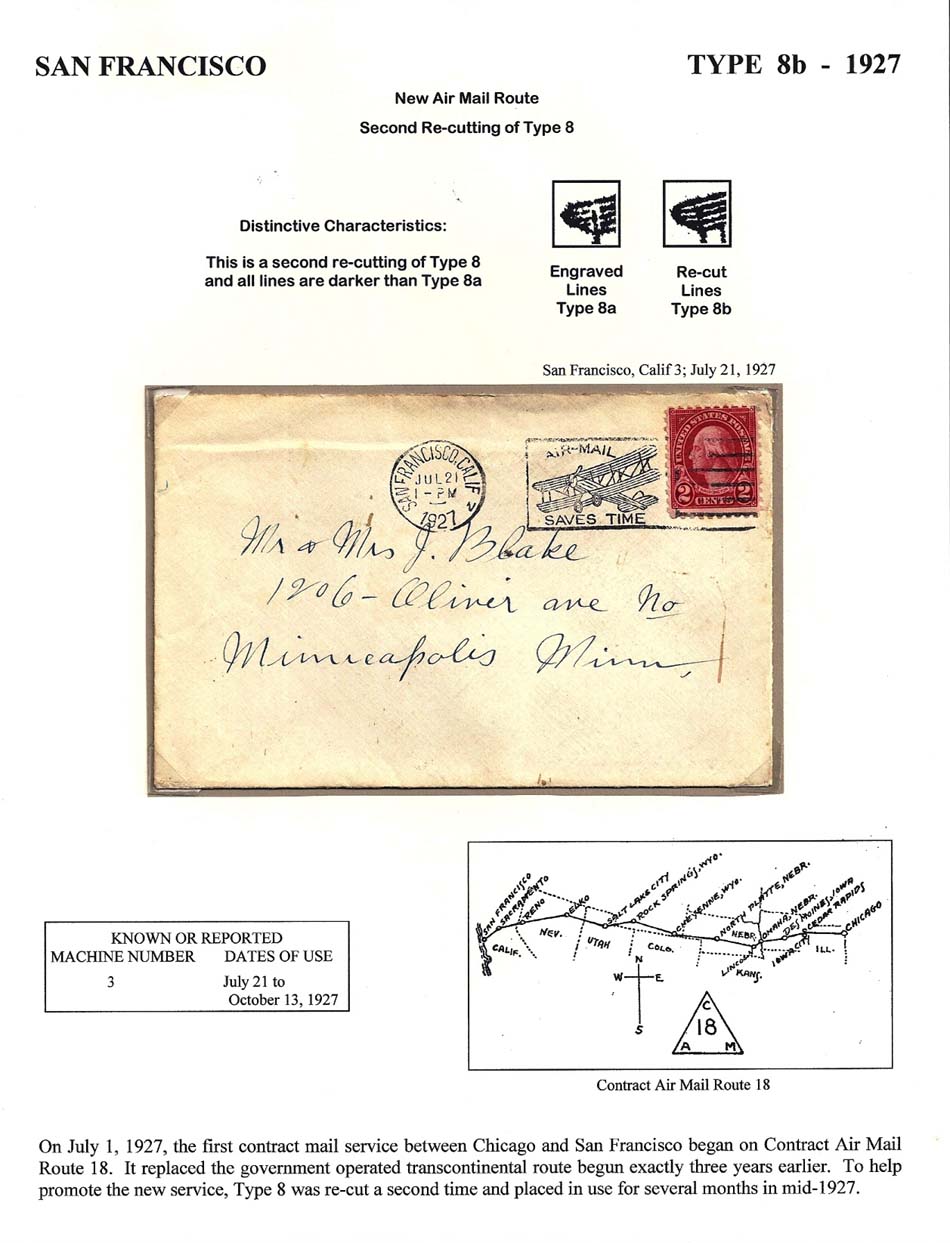 SAN FRANCISCO
TYPE 8b - 1927
New Air Mail Route
Second Re-cutting of Type 8
Distinctive Characteristics:
This is a second re-cutting of Type 8
and all lines are darker than Type 8a
Engraved
Lines
Type 8a
Re-cut
Lines
Type 8b
San Francisco, Calif 3; July 21, 1927
SAN FRANCISCO, CALIF
JUL 21
1 - PM
1927
AIR-MAIL
SAVES TIME
UNITED STATES
2 CENTS 2
Mr & Mrs J. Blake
1206 - Oliver ave No
Minneapolis Minn,
KNOWN OR REPORTED
MACHINE NUMBER DATES OF USE
3 July 21 to
October 13, 1927
SAN FRANCISCO
SACRAMENTO
RENO
ELKO
SALT LAKE CITY
ROCK SPRINGS, WYO.
CHEYENNE, WYO.
NORTH PLATTE, NEBR.
OMAHA, NEBR.
DES MOINES, IOWA
CEDAR RAPIDS
CHICAGO
CALIF.
NEV.
UTAH
COLO.
NEBR.
LINCOLN
KANS.
IOWA CITY
ILL.
N
W E
S
C
18
A M
Contract Air Mail Route 18
On July 1, 1927, the first contract mail service between Chicago and San Francisco began on Contract Air Mail
Route 18. It replaced the government operated transcontinental route begun exactly three years earlier. To help
promote the new service, Type 8 was re-cut a second time and placed in use for several months in mid-1927.